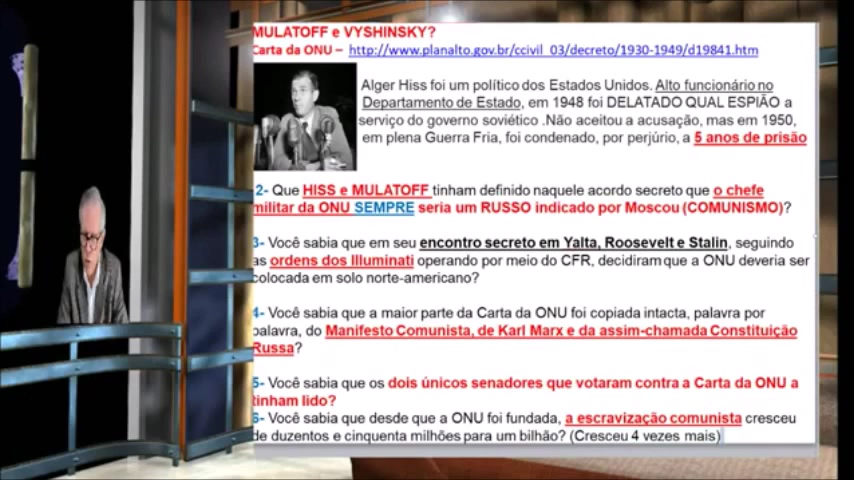 MULATOFF e VYSHINSKY?
Carta da ONU – http://www.planalto.gov.br/ccivil_03/decreto/1930-1949/d19841.htm
Alger Hiss foi um político dos Estados Unidos. Alto funcionário no
Departamento de Estado, em 1948 foi DELATADO QUAL ESPIÃO a
serviço do governo soviético .Não aceitou a acusação, mas em 1950,
em plena Guerra Fria, foi condenado, por perjúrio, a 5 anos de prisão
2- Que HISS e MULATOFF tinham definido naquele acordo secreto que o chefe
militar da ONU SEMPRE seria um RUSSO indicado por Moscou (COMUNISMO)?
3- Você sabia que em seu encontro secreto em Yalta, Roosevelt e Stalin, seguindo
as ordens dos Illuminati operando por meio do CFR, decidiram que a ONU deveria ser
colocada em solo norte-americano?
4- Você sabia que a maior parte da Carta da ONU foi copiada intacta, palavra por
palavra, do Manifesto Comunista, de Karl Marx e da assim-chamada Constituição
Russa?
5- Você sabia que os dois únicos senadores que votaram contra a Carta da ONU a
tinham lido?
6- Você sabia que desde que a ONU foi fundada, a escravização comunista cresceu
de duzentos e cinquenta milhões para um bilhão? (Cresceu 4 vezes mais)